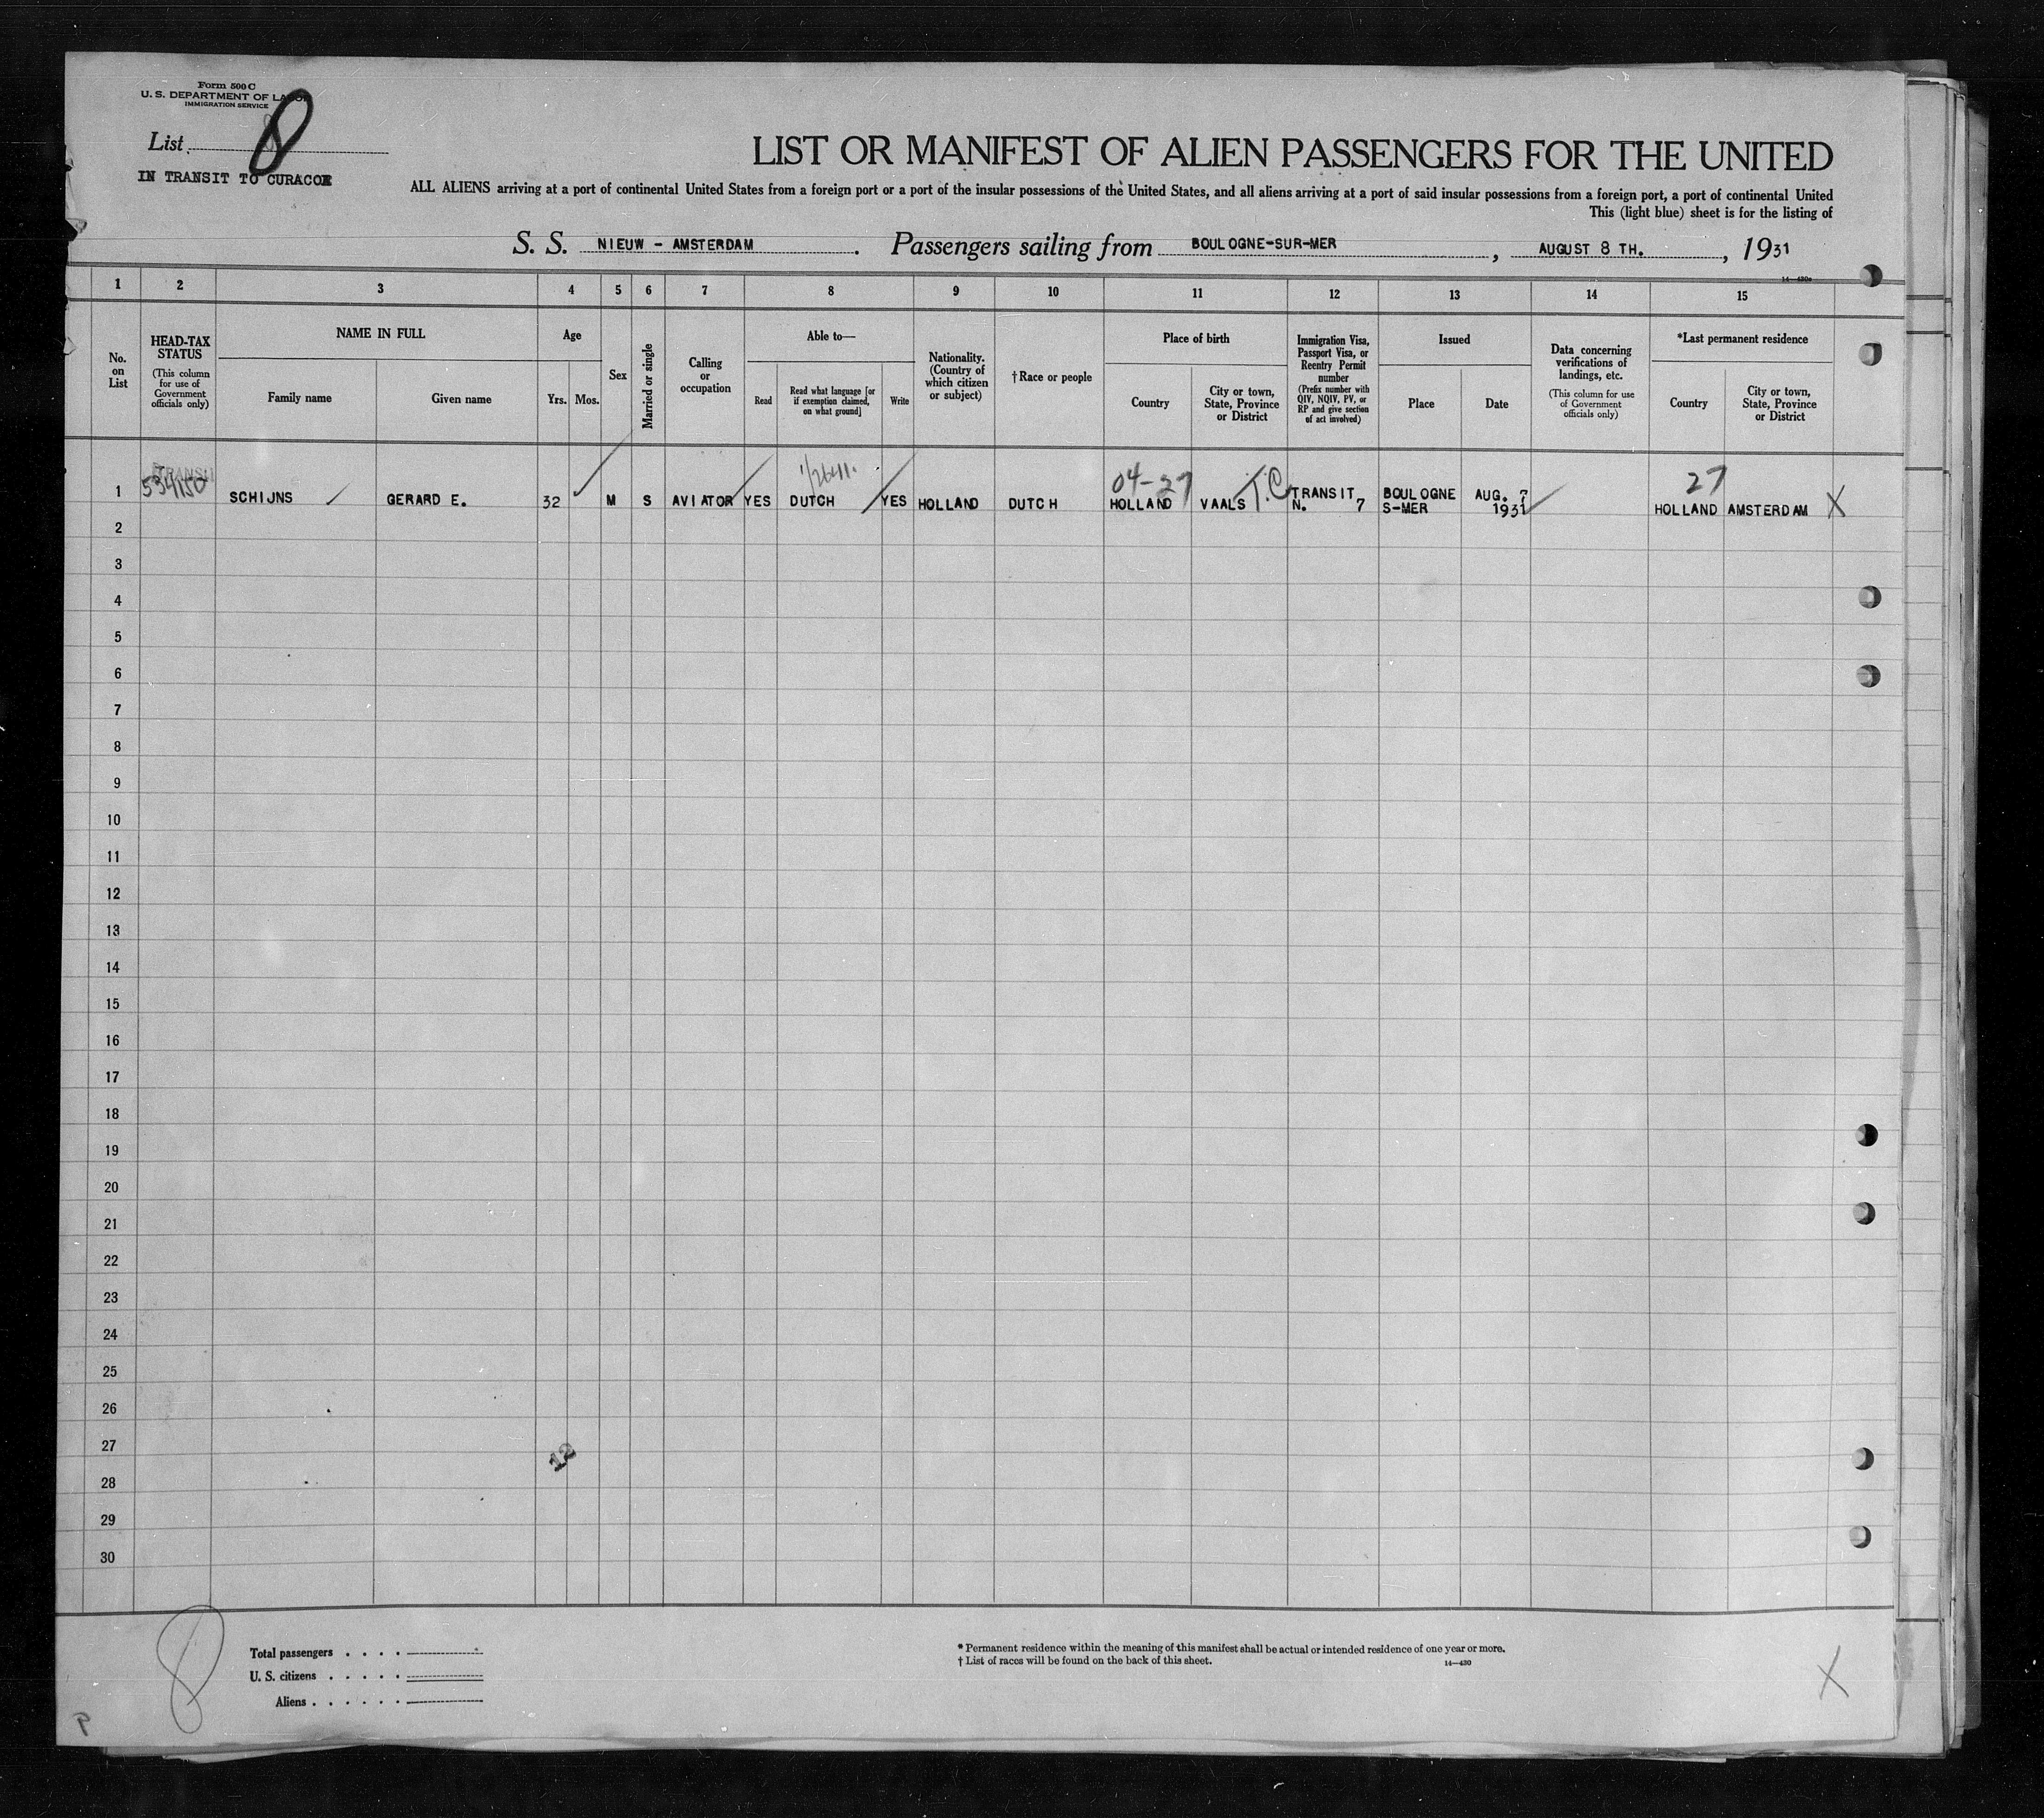 Form 500 C
U. S. DEPARTMENT OF LABOR
IMMIGRATION SERVICE
List 8
IN TRANSIT TO CURACOE
LIST OR MANIFEST OF ALIEN PASSENGERS FOR THE UNITED
ALL ALIENS arriving at a port of continental United States from a foreign port or a port of the insular possessions of the United States, and all aliens arriving at a port of said insular possessions from a foreign port, a port of continental United
This (light blue) sheet is for the listing of
S. S. NIEUW - AMSTERDAM. Passengers sailing from BOULOGNE-SUR-MER, AUGUST 8 TH., 1931
14—430a
1 2 3 4 5 6 7 8 9 10 11 12 13 14 15
No. on List
HEAD-TAX STATUS
(This column for use of Government officials only)
NAME IN FULL
Family name
Given name
Age
Yrs. Mos.
Sex
Married or single
Calling or occupation
Able to—
Read
Read what language [or if exemption claimed, on what ground]
Write
Nationality. (Country of which citizen or subject)
†Race or people
Place of birth
Country
City or town, State, Province or District
Immigration Visa, Passport Visa, or Reentry Permit number
(Prefix number with QIV, NQIV, PV, or RP and give section of act involved)
Issued
Place
Date
Data concerning verifications of landings, etc.
(This column for use of Government officials only)
*Last permanent residence
Country
City or town, State, Province or District
TRANSIT
04-27 T.C. 27
1 SCHIJNS GERARD E. 32 M S AVIATOR YES DUTCH YES HOLLAND DUTCH HOLLAND VAALS TRANSIT N. 7 BOULOGNE S-MER AUG. 7 1931 HOLLAND AMSTERDAM X
2
3
4
5
6
7
8
9
10
11
12
13
14
15
16
17
18
19
20
21
22
23
24
25
26
27
12
28
29
30
8
Total passengers
U. S. citizens
Aliens
* Permanent residence within the meaning of this manifest shall be actual or intended residence of one year or more.
† List of races will be found on the back of this sheet.
14—430
X